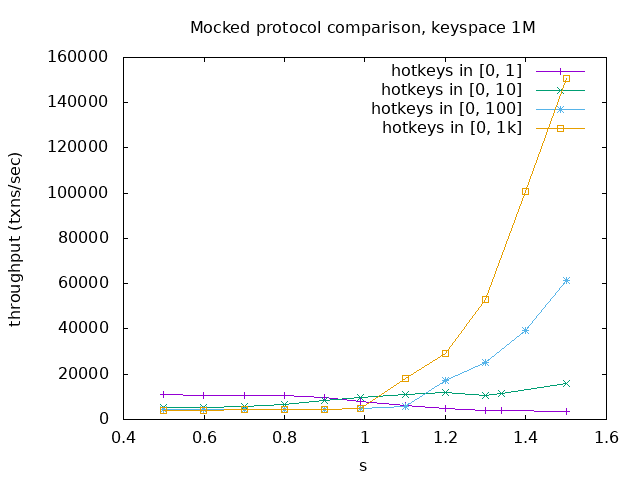 Mocked protocol comparison, keyspace 1M
hotkeys in [0, 1]
hotkeys in [0, 10]
hotkeys in [0, 100]
hotkeys in [0, 1k]
throughput (txns/sec)
160000
140000
120000
100000
80000
60000
40000
20000
0
0.4 0.6 0.8 1 1.2 1.4 1.6
s